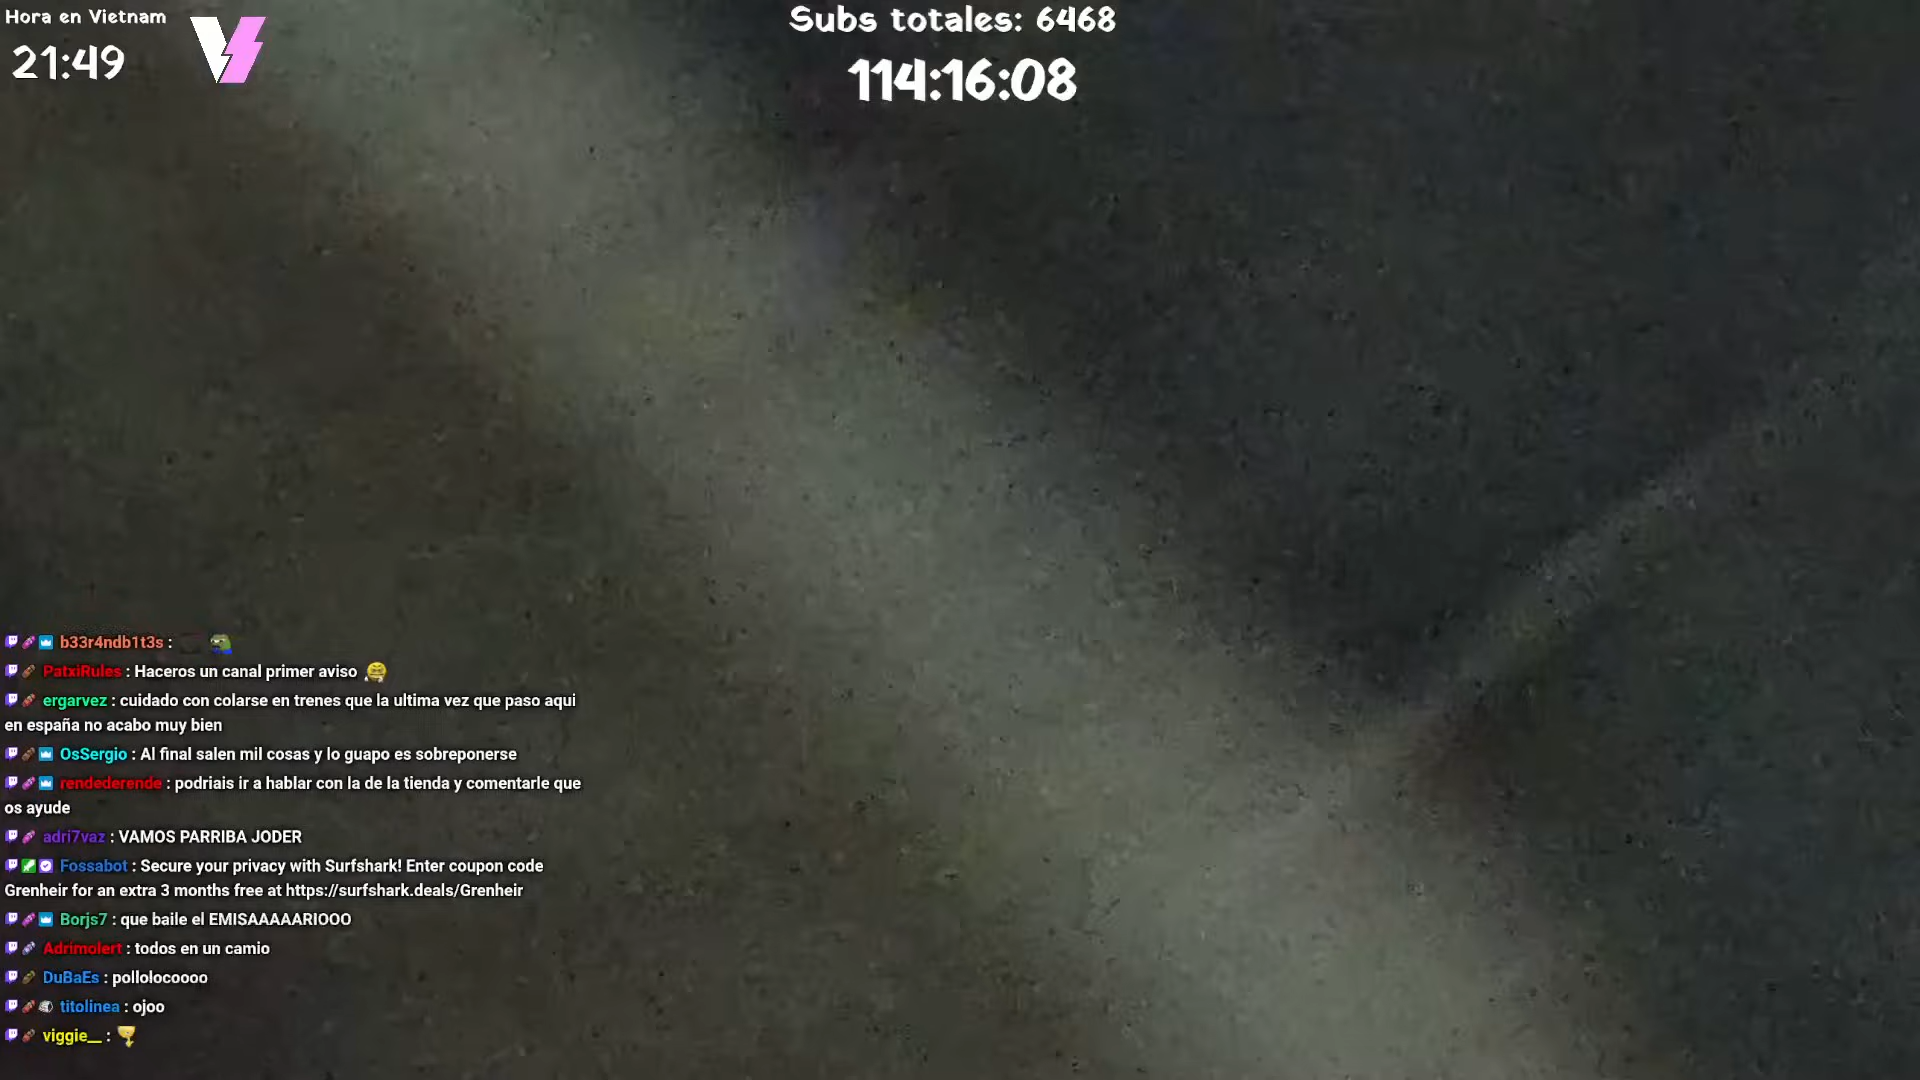 Hora en Vietnam
21:49
Subs totales: 6468
114:16:08
b33r4ndb1t3s :
PatxiRules : Haceros un canal primer aviso
ergarvez : cuidado con colarse en trenes que la ultima vez que paso aqui
en españa no acabo muy bien
OsSergio : Al final salen mil cosas y lo guapo es sobreponerse
rendederende : podriais ir a hablar con la de la tienda y comentarle que
os ayude
adri7vaz : VAMOS PARRIBA JODER
Fossabot : Secure your privacy with Surfshark! Enter coupon code
Grenheir for an extra 3 months free at https://surfshark.deals/Grenheir
Borjs7 : que baile el EMISAAAAARIOOO
Adrimolert : todos en un camio
DuBaEs : pollolocoooo
titolinea : ojoo
viggie__ :